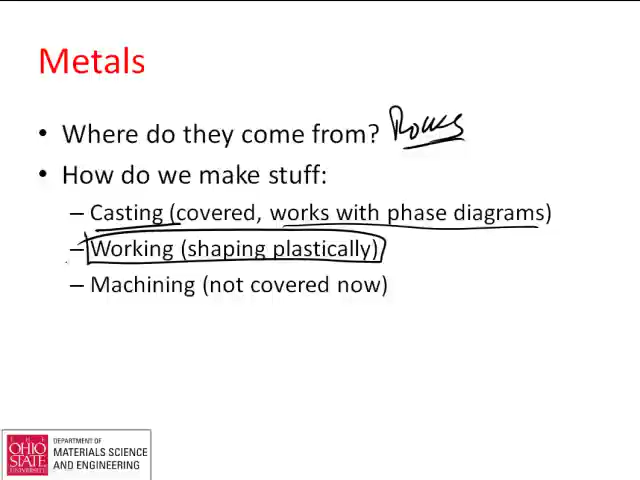 Metals
• Where do they come from? Rocks
• How do we make stuff:
– Casting (covered, works with phase diagrams)
– Working (shaping plastically)
– Machining (not covered now)
THE
OHIO
STATE
UNIVERSITY
DEPARTMENT OF
MATERIALS SCIENCE
AND ENGINEERING